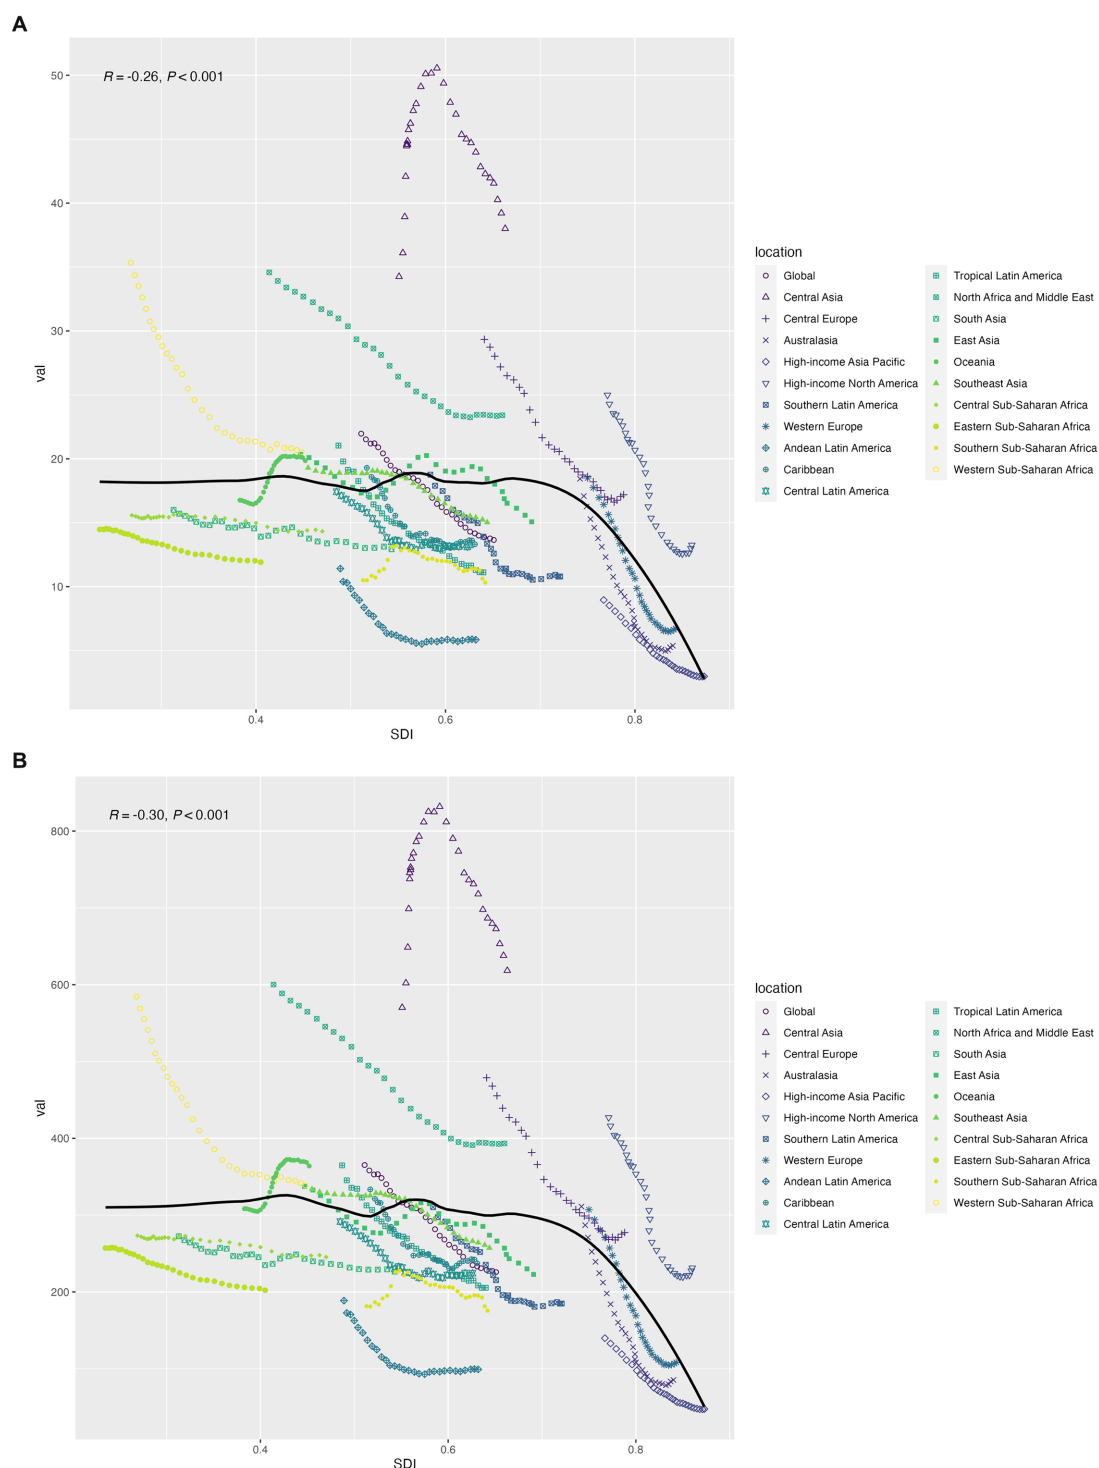 A
R = -0.26, P < 0.001
50
40
30
20
10
val
0.4
0.6
0.8
SDI
location
Global
Central Asia
Central Europe
Australasia
High-income Asia Pacific
High-income North America
Southern Latin America
Western Europe
Andean Latin America
Caribbean
Central Latin America
Tropical Latin America
North Africa and Middle East
South Asia
East Asia
Oceania
Southeast Asia
Central Sub-Saharan Africa
Eastern Sub-Saharan Africa
Southern Sub-Saharan Africa
Western Sub-Saharan Africa
B
R = -0.30, P < 0.001
800
600
400
200
val
0.4
0.6
0.8
SDI
location
Global
Central Asia
Central Europe
Australasia
High-income Asia Pacific
High-income North America
Southern Latin America
Western Europe
Andean Latin America
Caribbean
Central Latin America
Tropical Latin America
North Africa and Middle East
South Asia
East Asia
Oceania
Southeast Asia
Central Sub-Saharan Africa
Eastern Sub-Saharan Africa
Southern Sub-Saharan Africa
Western Sub-Saharan Africa